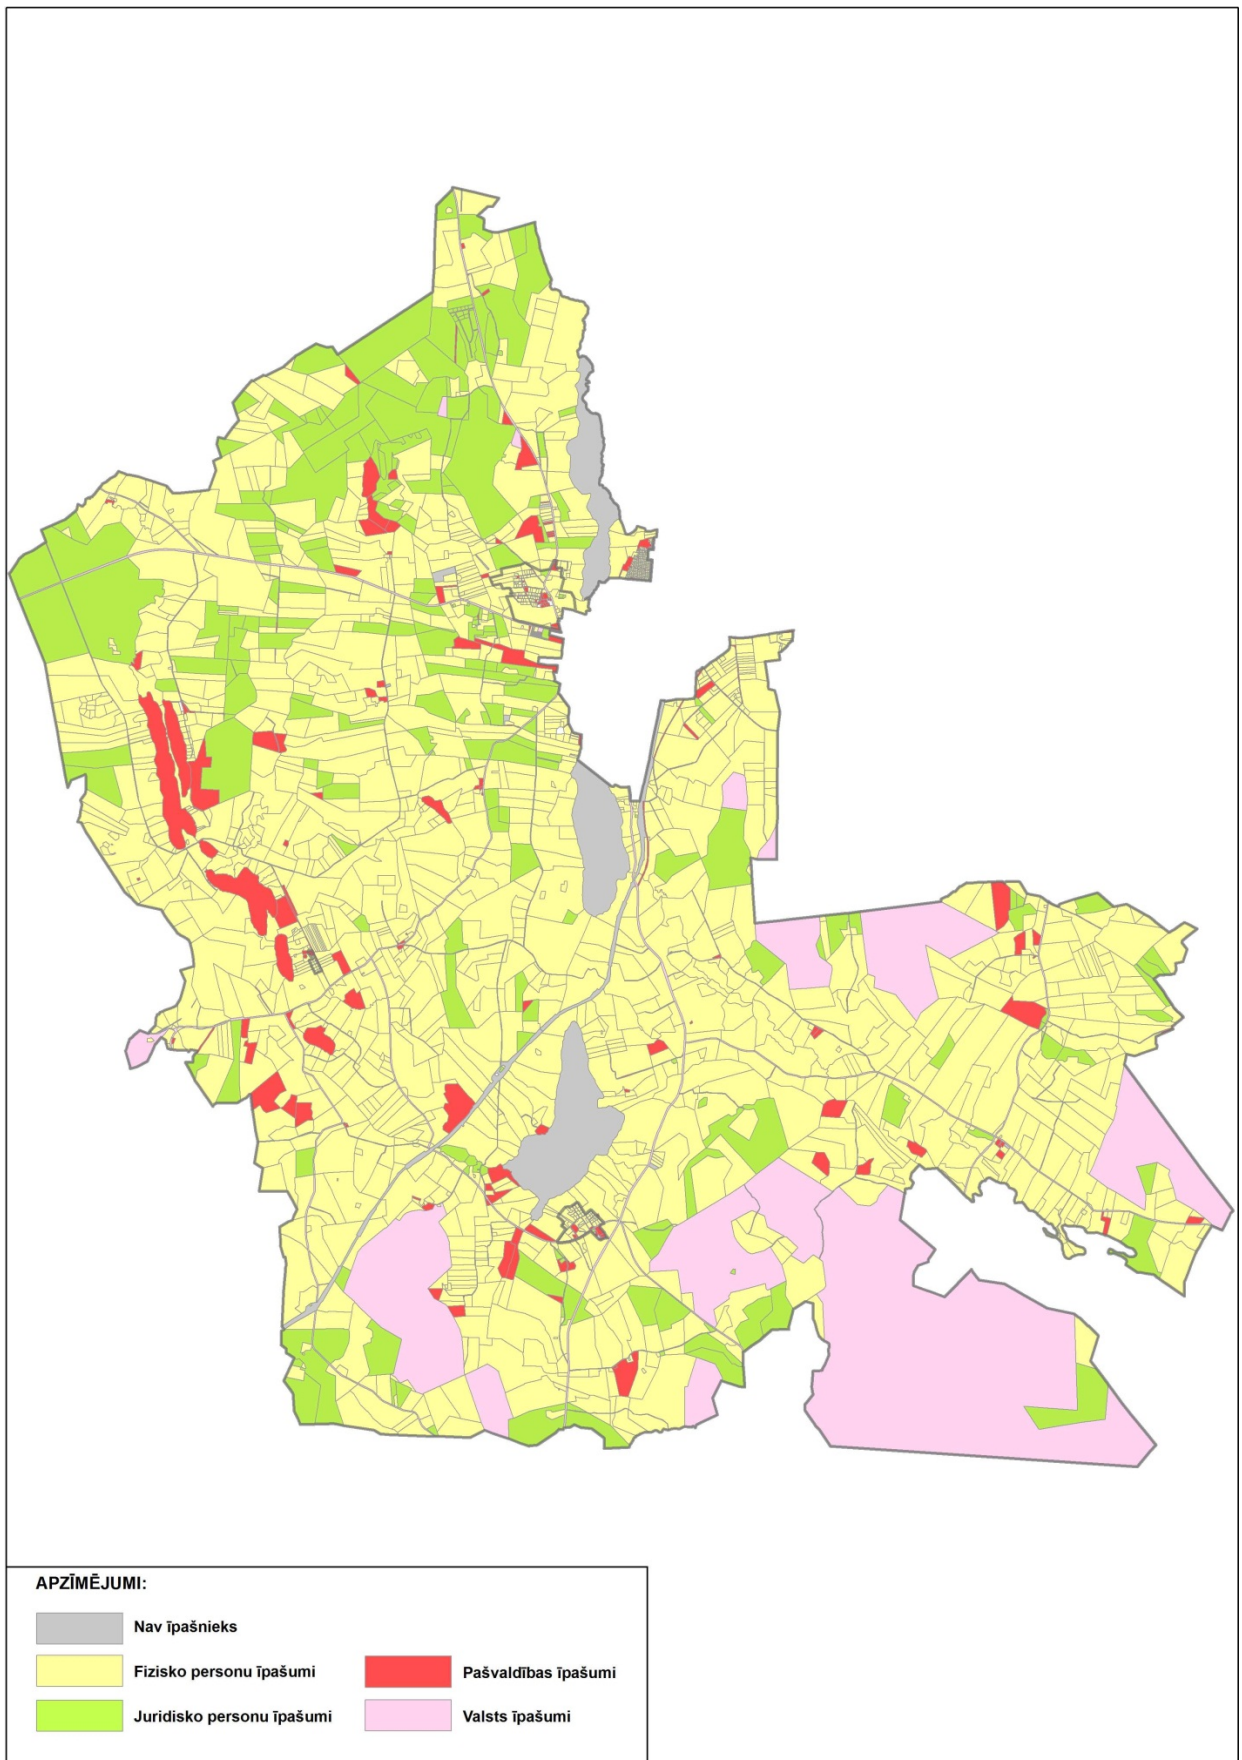 APZĪMĒJUMI:
Nav īpašnieks
Fizisko personu īpašumi
Pašvaldības īpašumi
Juridisko personu īpašumi
Valsts īpašumi